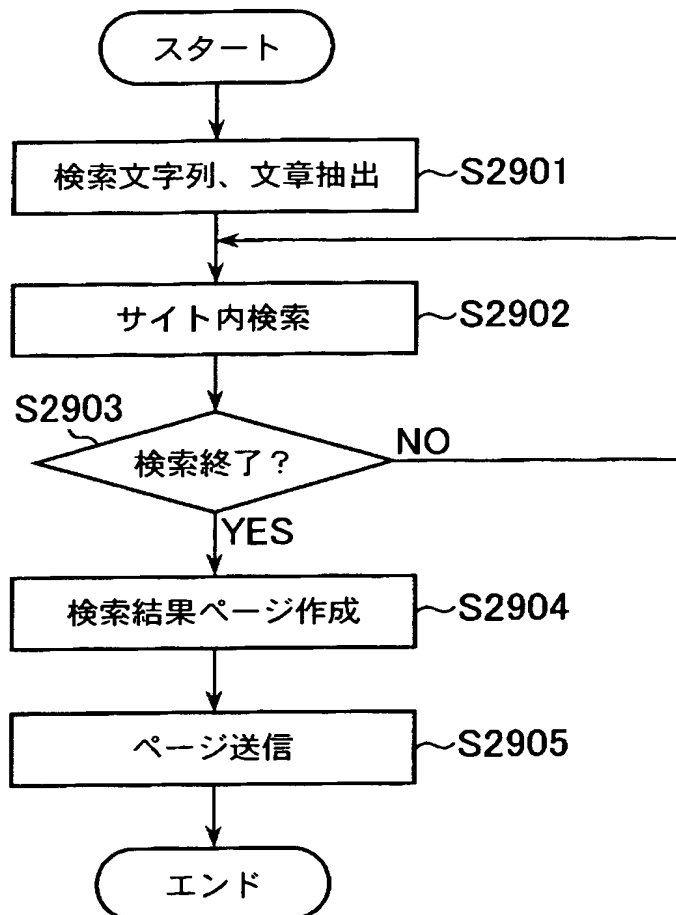 スタート
検索文字列、文章抽出
S2901
サイト内検索
S2902
S2903
検索終了？
NO
YES
検索結果ページ作成
S2904
ページ送信
S2905
エンド